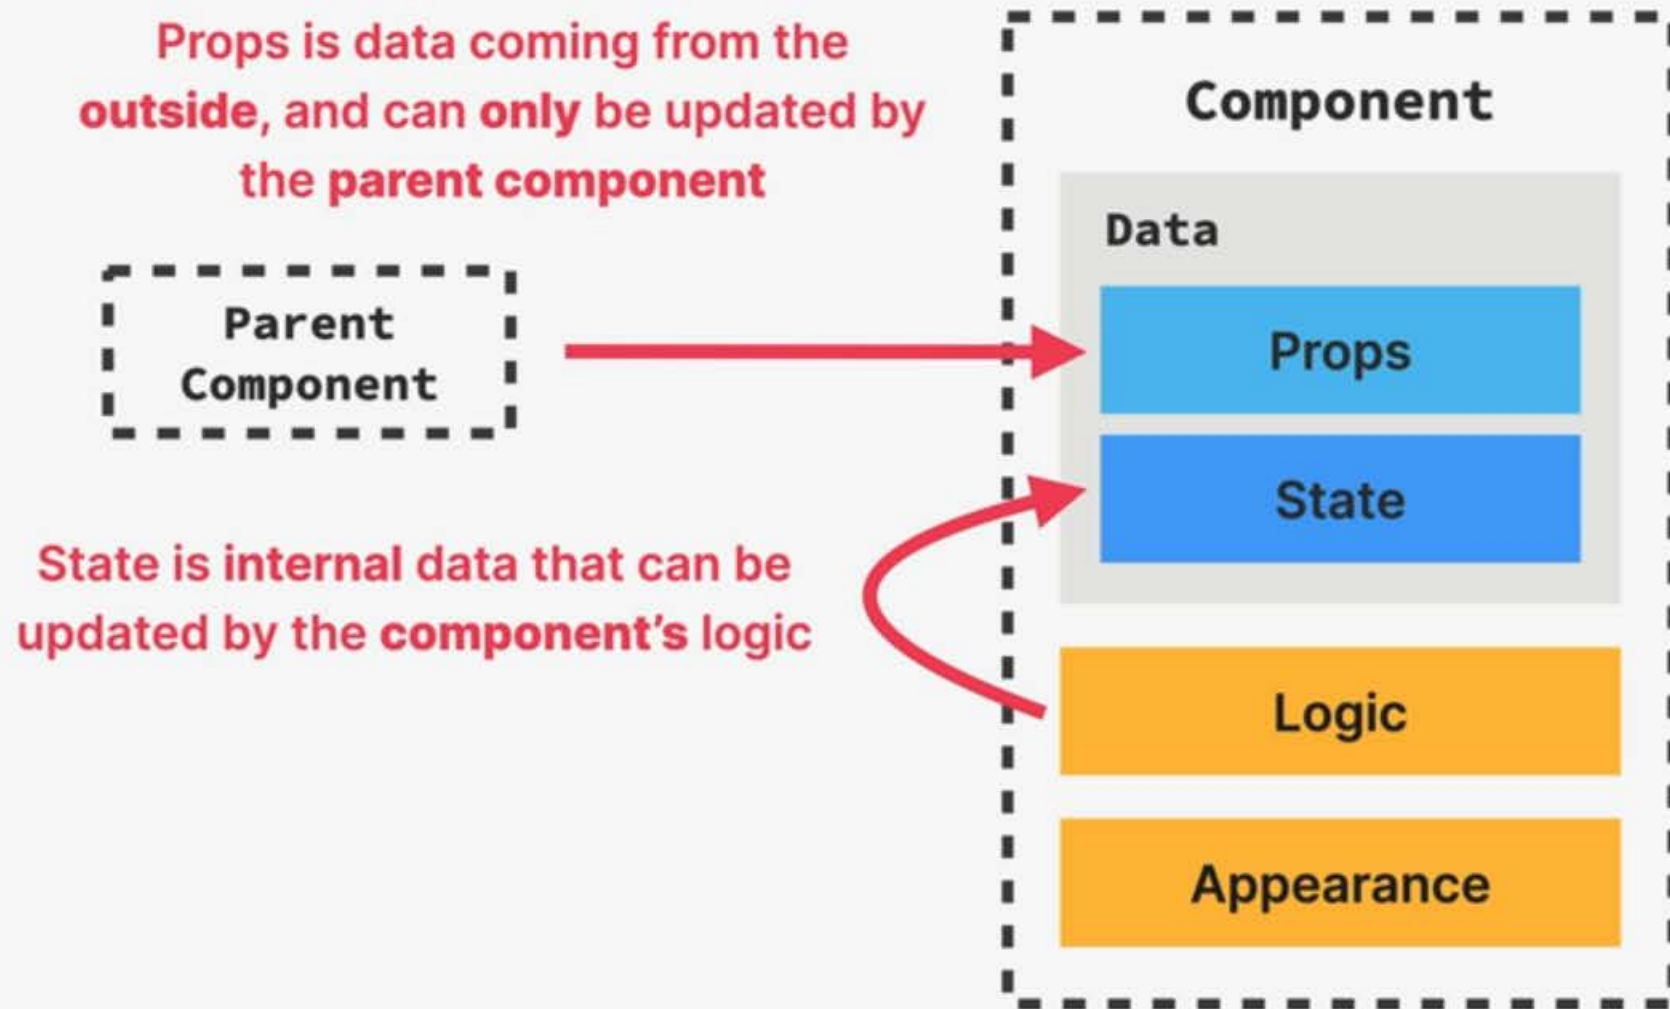 Props is data coming from the
outside, and can only be updated by
the parent component
Parent
Component
State is internal data that can be
updated by the component’s logic
Component
Data
Props
State
Logic
Appearance